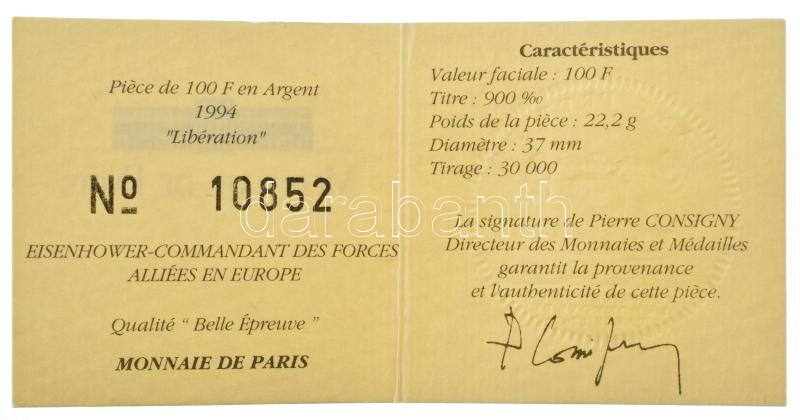 Pièce de 100 F en Argent
1994
"Libération"
Nº 10852
EISENHOWER-COMMANDANT DES FORCES
ALLIÉES EN EUROPE
Qualité " Belle Épreuve "
MONNAIE DE PARIS
Caractéristiques
Valeur faciale : 100 F
Titre : 900 ‰
Poids de la pièce : 22,2 g
Diamètre : 37 mm
Tirage : 30 000
La signature de Pierre CONSIGNY
Directeur des Monnaies et Médailles
garantit la provenance
et l'authenticité de cette pièce.
darabanth